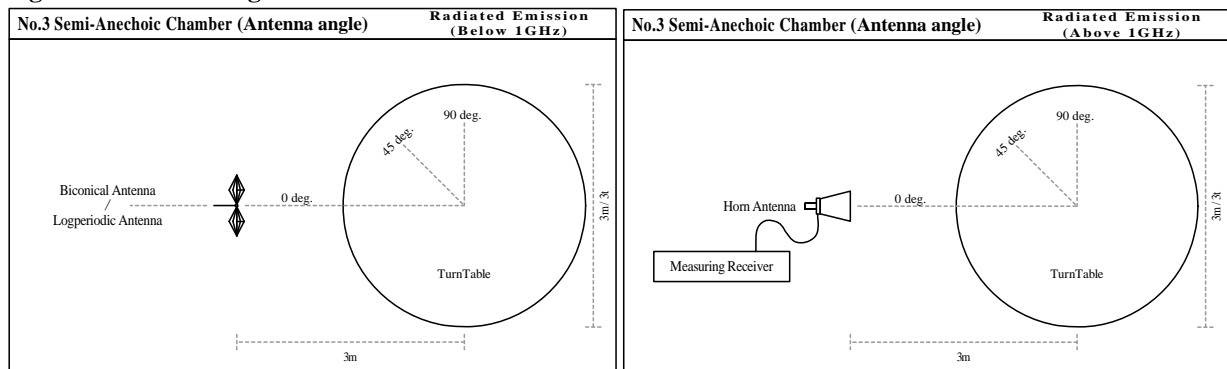 No.3 Semi-Anechoic Chamber (Antenna angle)
Radiated Emission
(Below 1GHz)
90 deg.
45 deg.
0 deg.
Biconical Antenna
/
Logperiodic Antenna
TurnTable
3m/ 3t
3m
No.3 Semi-Anechoic Chamber (Antenna angle)
Radiated Emission
(Above 1GHz)
90 deg.
45 deg.
0 deg.
Horn Antenna
Measuring Receiver
TurnTable
3m/ 3t
3m